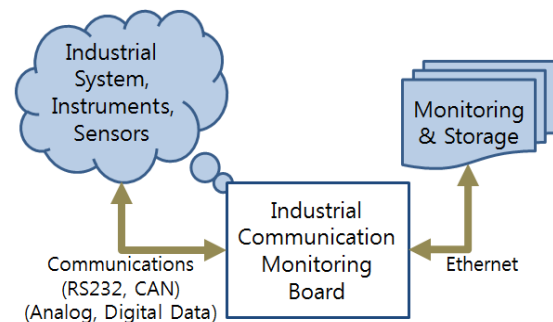 Industrial
System,
Instruments,
Sensors
Monitoring
& Storage
Industrial
Communication
Monitoring
Board
Communications
(RS232, CAN)
(Analog, Digital Data)
Ethernet